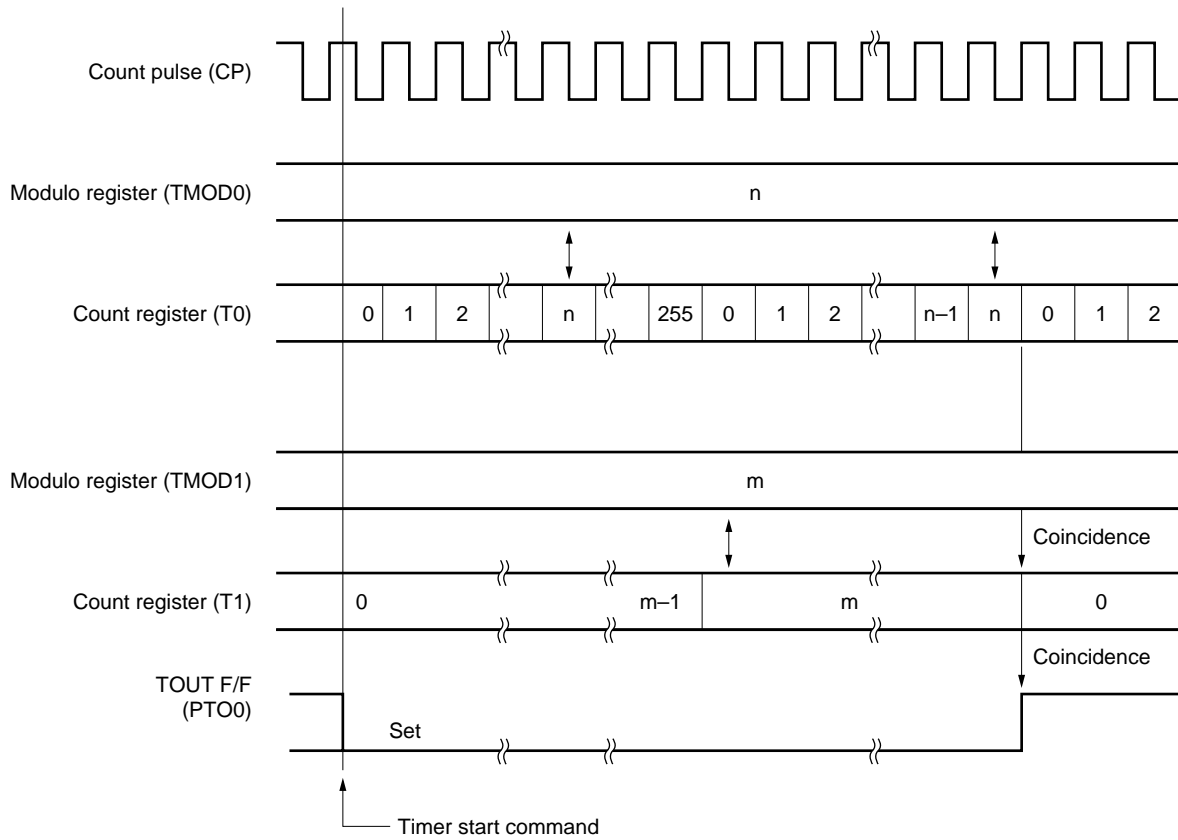 Count pulse (CP)
Modulo register (TMOD0)
n
Count register (T0)
0 1 2 n 255 0 1 2 n–1 n 0 1 2
Modulo register (TMOD1)
m
Coincidence
Count register (T1)
0 m–1 m 0
Coincidence
TOUT F/F
(PTO0)
Set
Timer start command